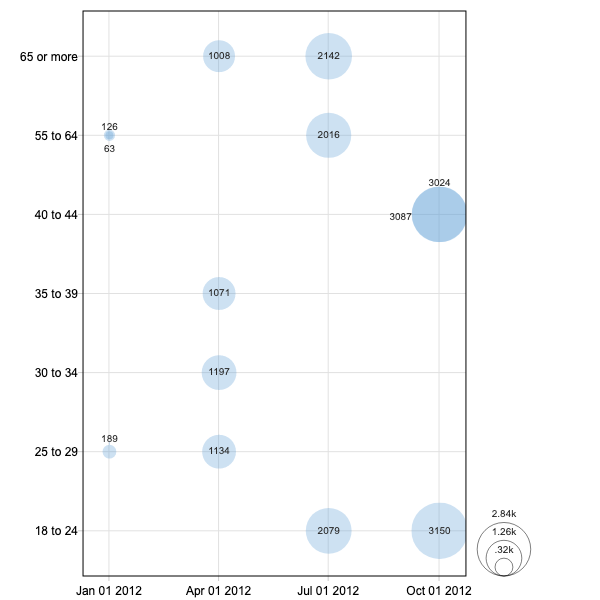 65 or more
1008
2142
126
55 to 64
2016
63
3024
40 to 44
3087
35 to 39
1071
30 to 34
1197
189
25 to 29
1134
18 to 24
2079
3150
2.84k
1.26k
.32k
Jan 01 2012
Apr 01 2012
Jul 01 2012
Oct 01 2012